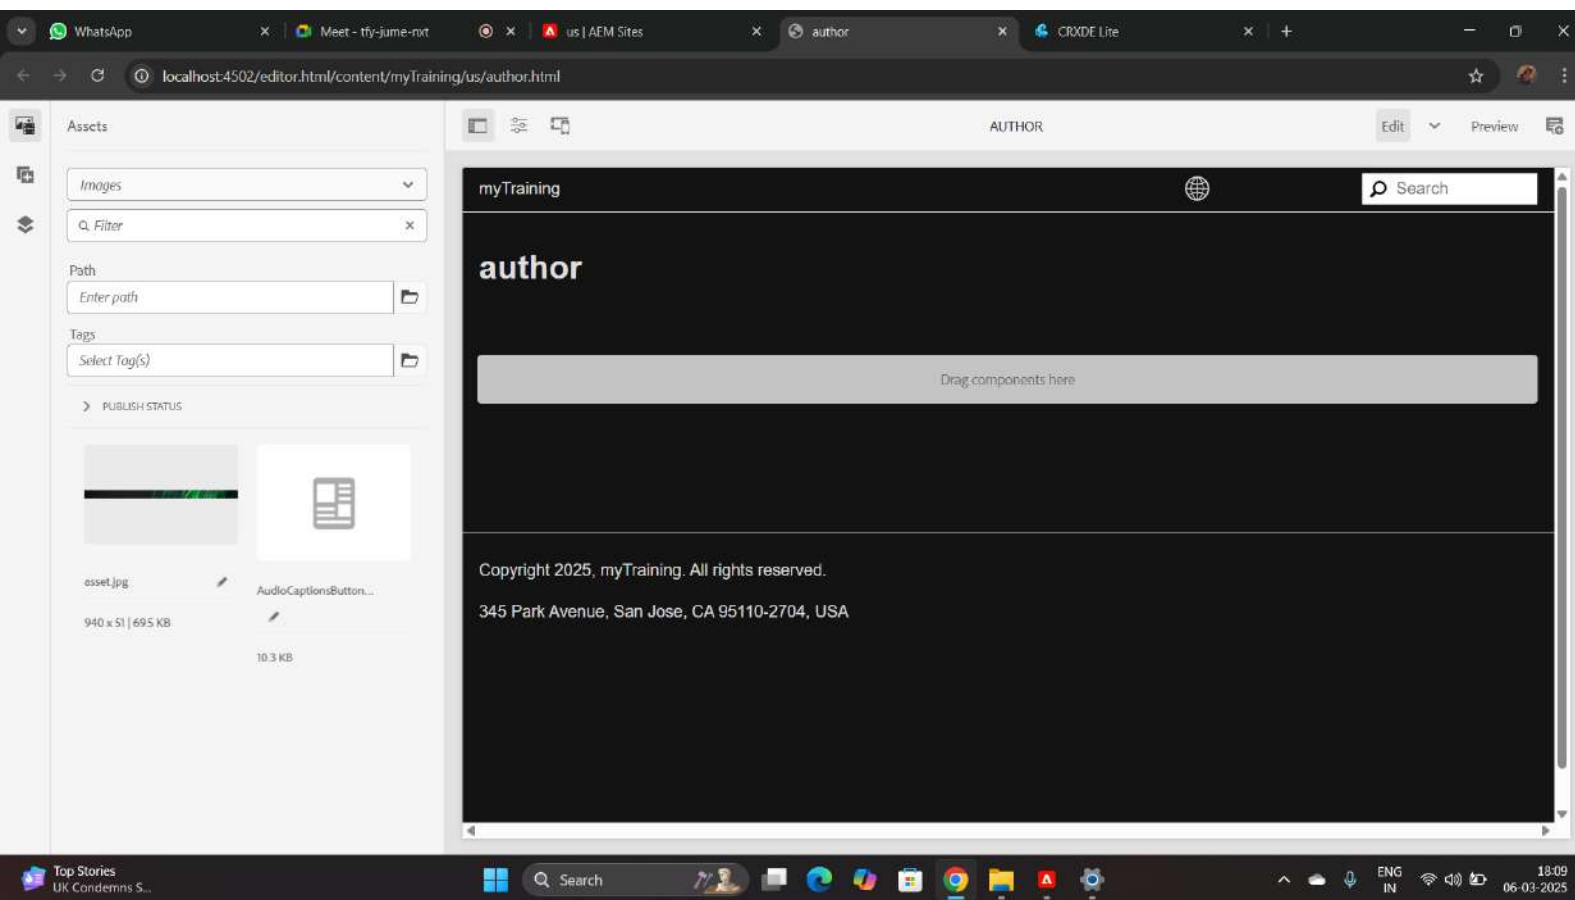 WhatsApp
Meet - tfy-jume-nxt
us | AEM Sites
author
CRXDE Lite
localhost:4502/editor.html/content/myTraining/us/author.html
Assets
AUTHOR
Edit
Preview
Images
Filter
Path
Enter path
Tags
Select Tag(s)
PUBLISH STATUS
asset.jpg
940 x 51 | 69.5 KB
AudioCaptionsButton...
10.3 KB
myTraining
Search
author
Drag components here
Copyright 2025, myTraining. All rights reserved.
345 Park Avenue, San Jose, CA 95110-2704, USA
Top Stories
UK Condemns S...
Search
ENG
IN
18:09
06-03-2025